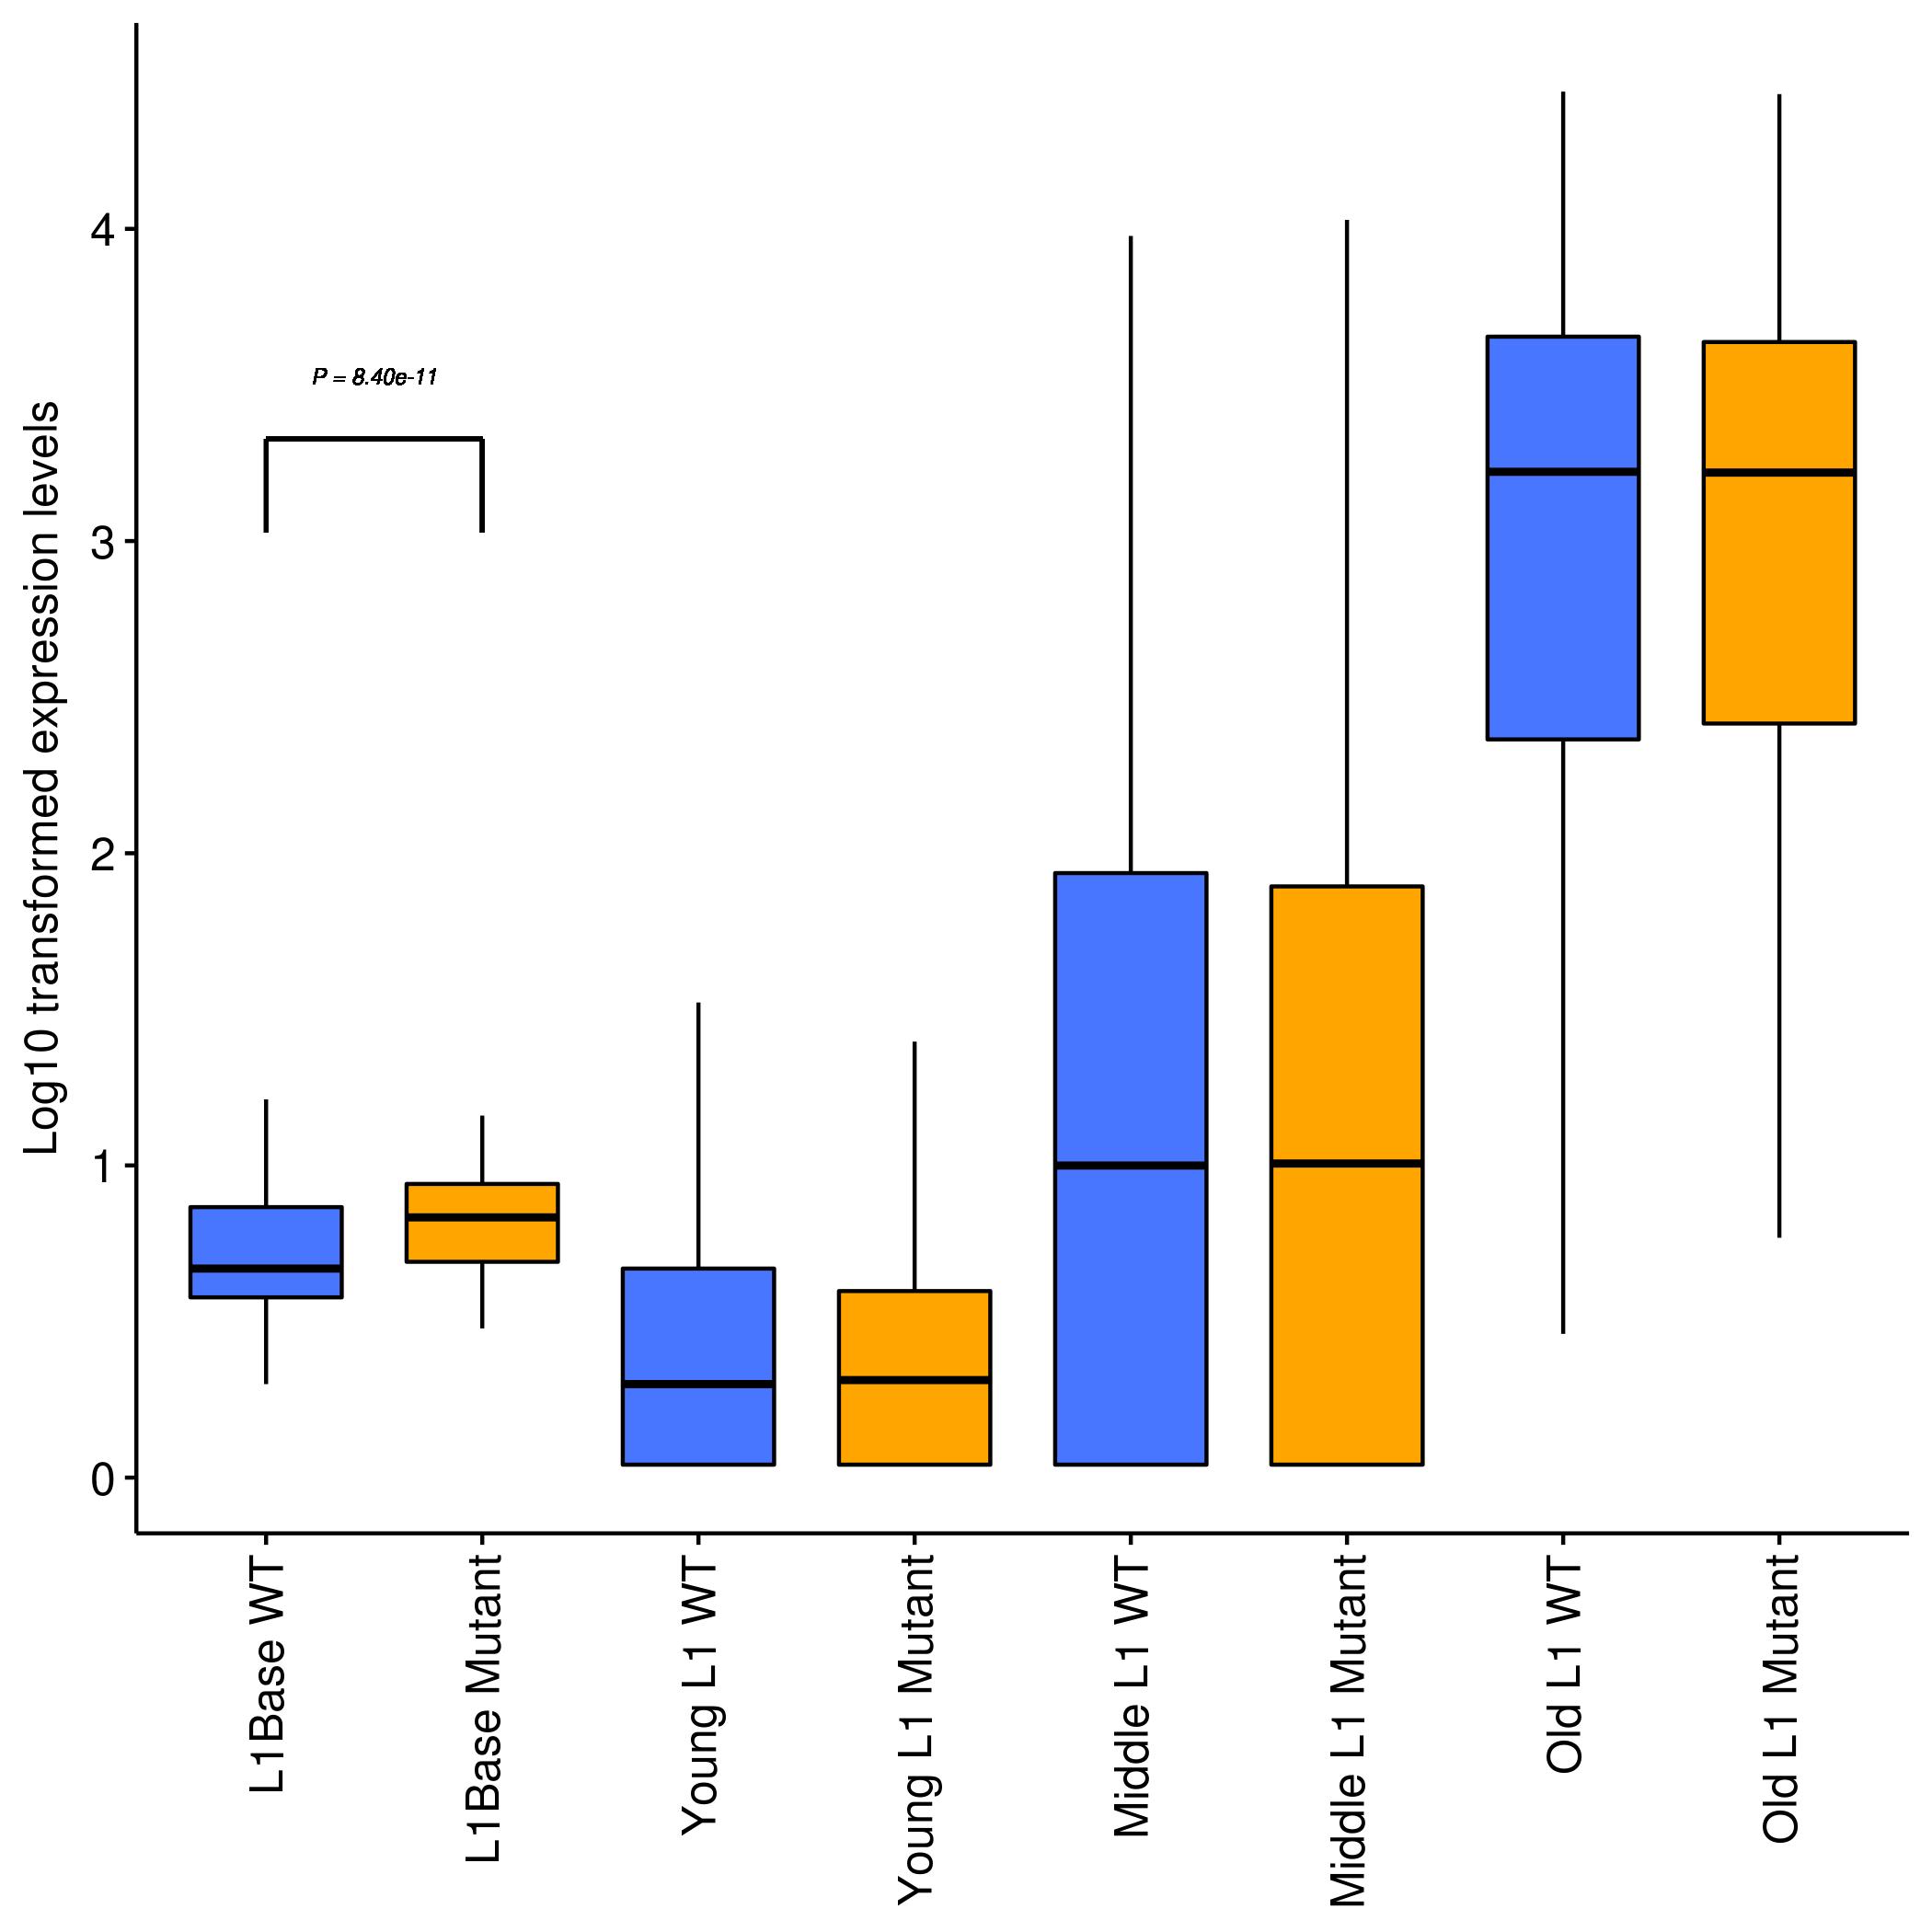 Log10 transformed expression levels
4
3
2
1
0
P = 8.40e-11
L1Base WT
L1Base Mutant
Young L1 WT
Young L1 Mutant
Middle L1 WT
Middle L1 Mutant
Old L1 WT
Old L1 Mutant